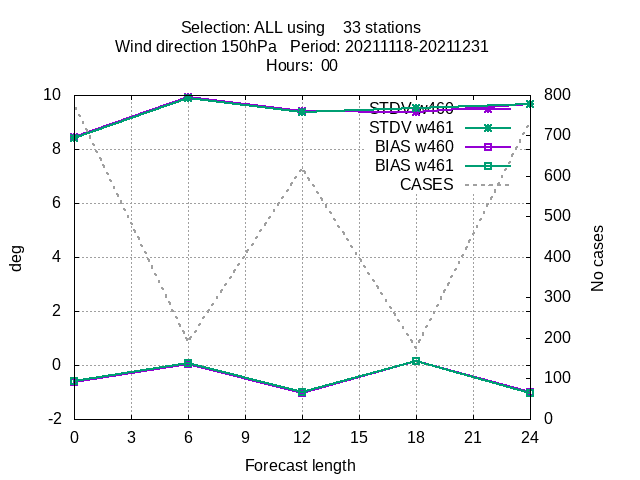 Selection: ALL using 33 stations
Wind direction 150hPa Period: 20211118-20211231
Hours: 00
10
8
6
4
2
0
-2
800
700
600
500
400
300
200
100
0
STDV w460
STDV w461
BIAS w460
BIAS w461
CASES
deg
No cases
0 3 6 9 12 15 18 21 24
Forecast length